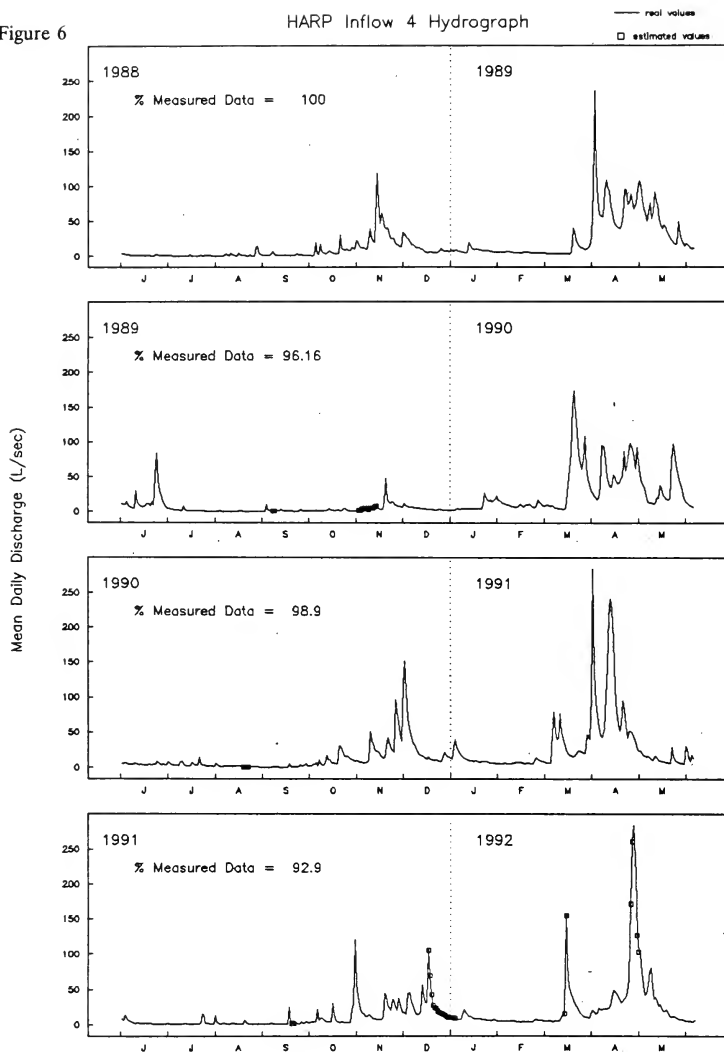 Figure 6
HARP Inflow 4 Hydrograph
real values
estimated values
Mean Daily Discharge (L/sec)
1988
1989
% Measured Data = 100
250
200
150
100
50
0
J J A S O N D J F M A M
1989
1990
% Measured Data = 96.16
250
200
150
100
50
0
J J A S O N D J F M A M
1990
1991
% Measured Data = 98.9
250
200
150
100
50
0
J J A S O N D J F M A M
1991
1992
% Measured Data = 92.9
250
200
150
100
50
0
J J A S O N D J F M A M